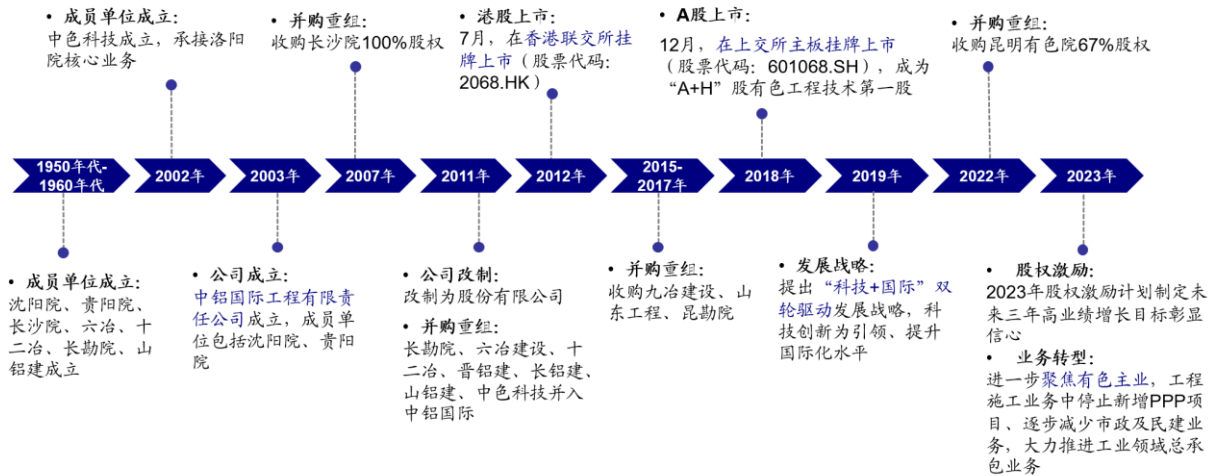 • 成员单位成立:
中色科技成立，承接洛阳
院核心业务
• 并购重组:
收购长沙院100%股权
• 港股上市:
7月，在香港联交所挂
牌上市（股票代码:
2068.HK）
• A股上市:
12月，在上交所主板挂牌上市
（股票代码: 601068.SH），成为
“A+H”股有色工程技术第一股
• 并购重组:
收购昆明有色院67%股权
1950年代-
1960年代
2002年
2003年
2007年
2011年
2012年
2015-
2017年
2018年
2019年
2022年
2023年
• 成员单位成立:
沈阳院、贵阳院、
长沙院、六冶、十
二冶、长勘院、山
铝建成立
• 公司成立:
中铝国际工程有限责
任公司成立，成员单
位包括沈阳院、贵阳
院
• 公司改制:
改制为股份有限公司
• 并购重组:
长勘院、六冶建设、十
二冶、晋铝建、长铝建、
山铝建、中色科技并入
中铝国际
• 并购重组:
收购九冶建设、山
东工程、昆勘院
• 发展战略:
提出“科技+国际”双
轮驱动发展战略，科
技创新为引领、提升
国际化水平
• 股权激励:
2023年股权激励计划制定未
来三年高业绩增长目标彰显
信心
• 业务转型:
进一步聚焦有色主业，工程
施工业务中停止新增PPP项
目、逐步减少市政及民建业
务，大力推进工业领域总承
包业务